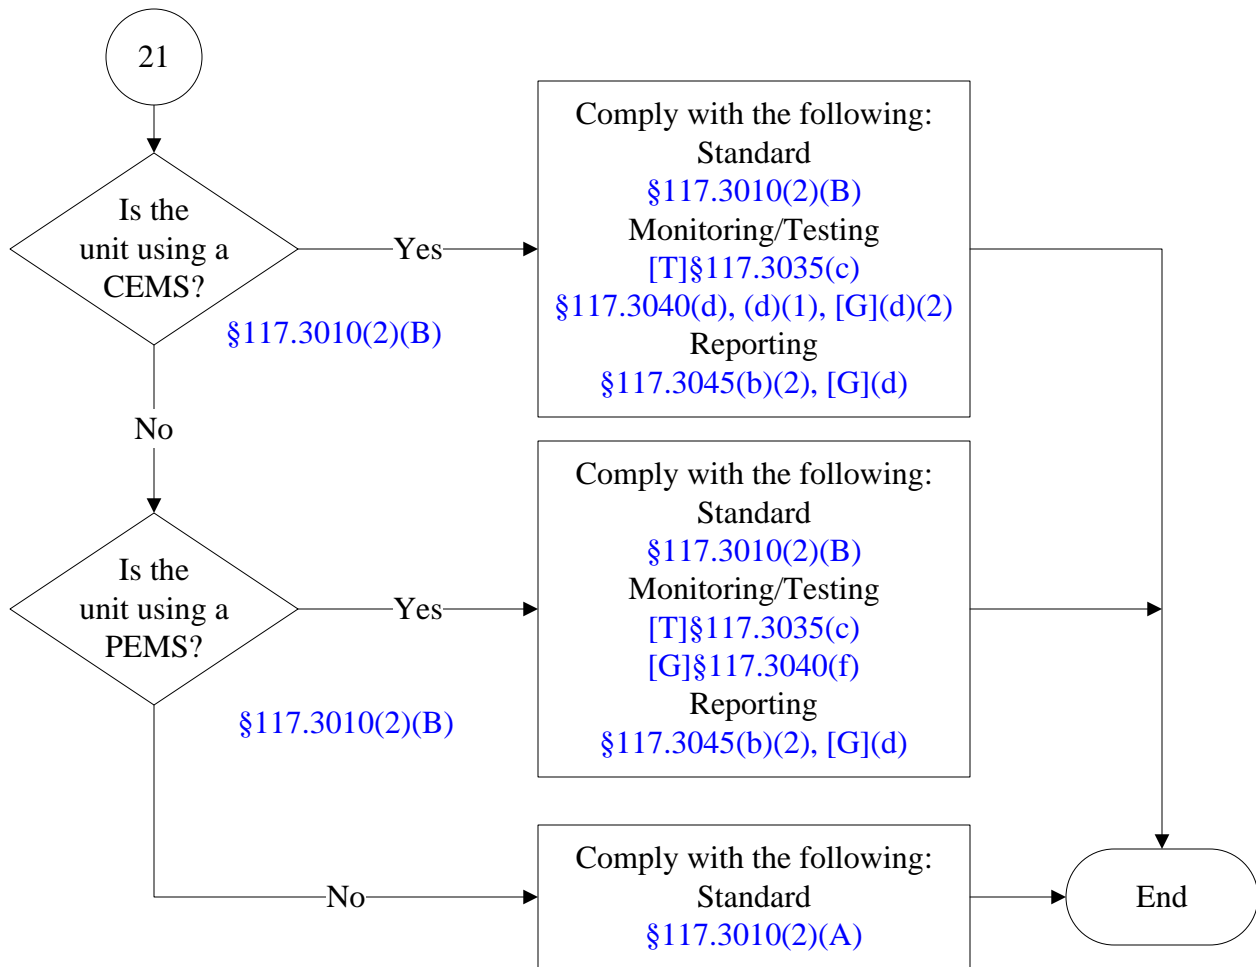 21
Is the
unit using a
CEMS?
Yes
§117.3010(2)(B)
Comply with the following:
Standard
§117.3010(2)(B)
Monitoring/Testing
[T]§117.3035(c)
§117.3040(d), (d)(1), [G](d)(2)
Reporting
§117.3045(b)(2), [G](d)
No
Is the
unit using a
PEMS?
Yes
§117.3010(2)(B)
Comply with the following:
Standard
§117.3010(2)(B)
Monitoring/Testing
[T]§117.3035(c)
[G]§117.3040(f)
Reporting
§117.3045(b)(2), [G](d)
No
Comply with the following:
Standard
§117.3010(2)(A)
End